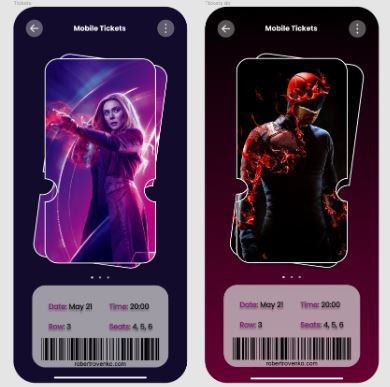 Tickets
Mobile Tickets
Date: May 21 Time: 20:00
Row: 3 Seats: 4, 5, 6
robertrovenko.com
Mobile Tickets
Date: May 21 Time: 20:00
Row: 3 Seats: 4, 5, 6
robertrovenko.com